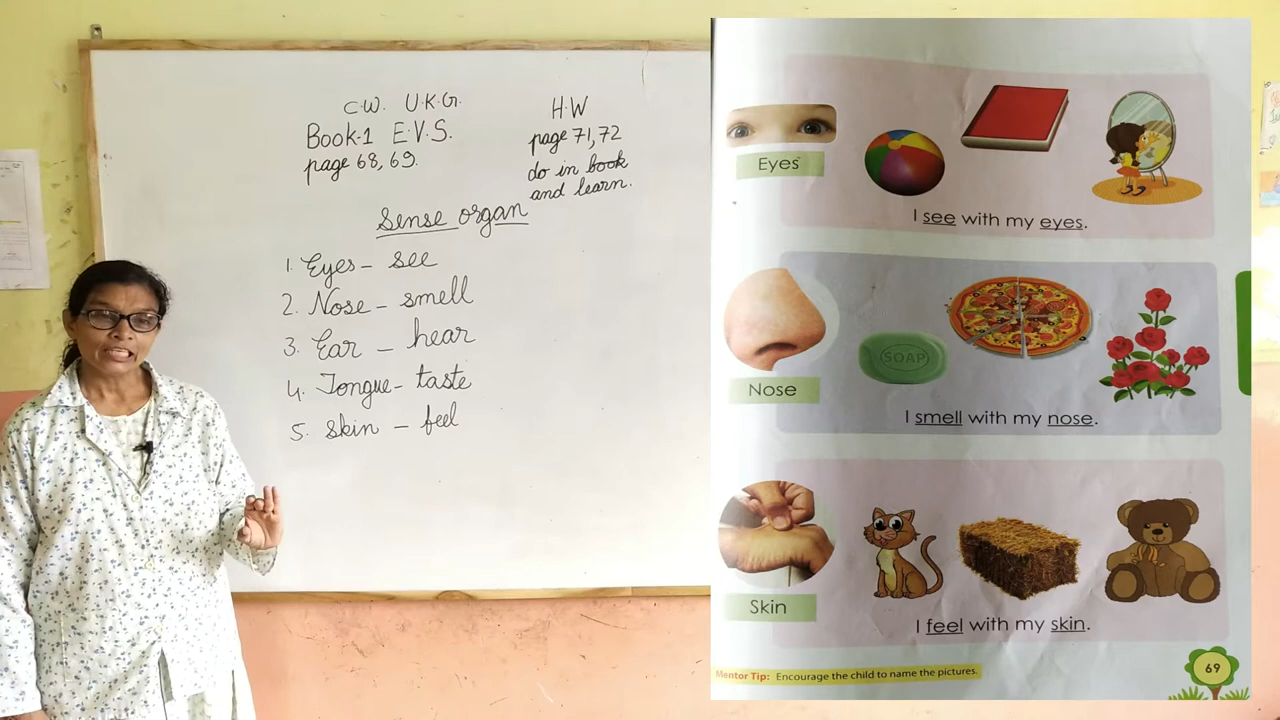 C.W. U.K.G.
Book-1 E.V.S.
page 68, 69.
H.W
page 71, 72
do in book
and learn.
Sense organ
1. Eyes - see
2. Nose - smell
3. Ear - hear
4. Tongue - taste
5. Skin - feel
Eyes
I see with my eyes.
SOAP
Nose
I smell with my nose.
Skin
I feel with my skin.
Mentor Tip: Encourage the child to name the pictures.
69